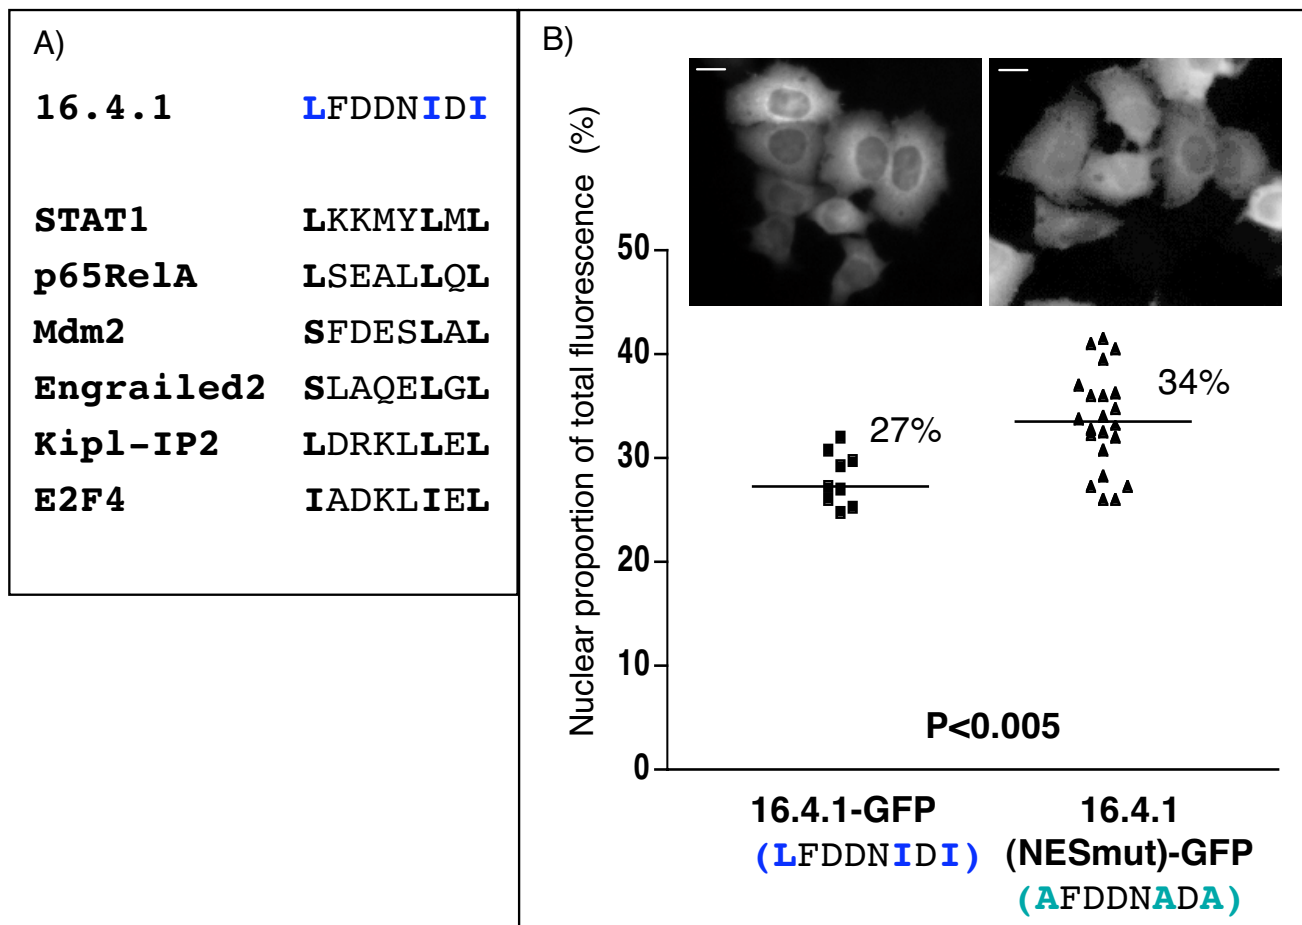 A)
16.4.1 LFDDNIDI
STAT1 LKKMYLML
p65RelA LSEALLQL
Mdm2 SFDESLAL
Engrailed2 SLAQELGL
Kip1-IP2 LDRKLLEL
E2F4 IADKLIEL
B)
Nuclear proportion of total fluorescence (%)
50
40
30
20
10
0
27%
34%
P<0.005
16.4.1-GFP
(LFDDNIDI)
16.4.1
(NESmut)-GFP
(AFDDNADA)